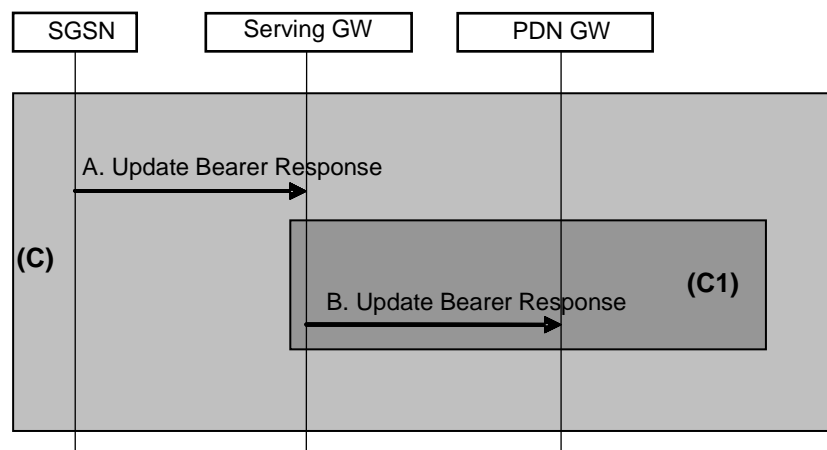 SGSN
Serving GW
PDN GW
A. Update Bearer Response
(C)
(C1)
B. Update Bearer Response